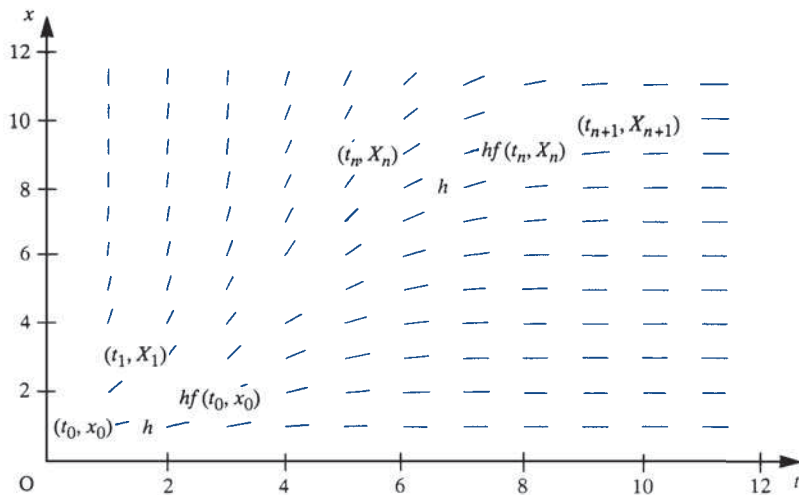 x
12
10
(t_{n+1}, X_{n+1})
(t_n, X_n)
hf(t_n, X_n)
8
h
6
4
(t_1, X_1)
2
hf(t_0, x_0)
(t_0, x_0)
h
O
2
4
6
8
10
12
t